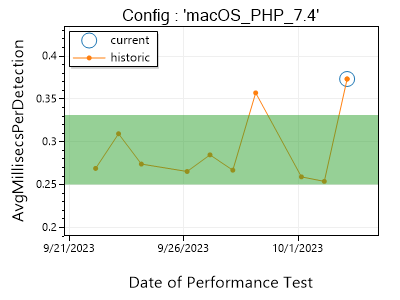 Config : 'macOS_PHP_7.4'
current
historic
AvgMillisecsPerDetection
0.4
0.35
0.3
0.25
0.2
9/21/2023
9/26/2023
10/1/2023
Date of Performance Test